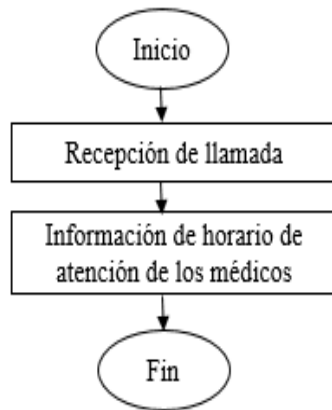 Inicio
Recepción de llamada
Información de horario de
atención de los médicos
Fin